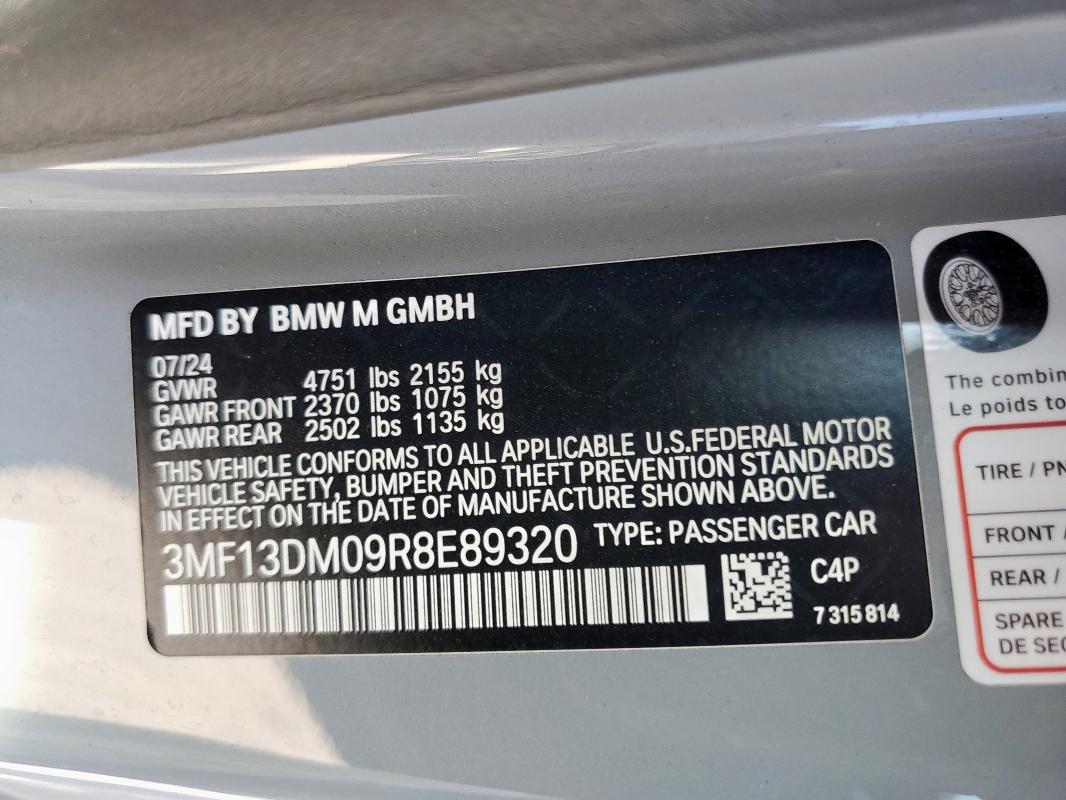 MFD BY BMW M GMBH
07/24
GVWR 4751 lbs 2155 kg
GAWR FRONT 2370 lbs 1075 kg
GAWR REAR 2502 lbs 1135 kg
THIS VEHICLE CONFORMS TO ALL APPLICABLE U.S.FEDERAL MOTOR
VEHICLE SAFETY, BUMPER AND THEFT PREVENTION STANDARDS
IN EFFECT ON THE DATE OF MANUFACTURE SHOWN ABOVE.
3MF13DM09R8E89320 TYPE: PASSENGER CAR
C4P
7 315 814
The combin
Le poids to
TIRE / PN
FRONT /
REAR /
SPARE
DE SEC